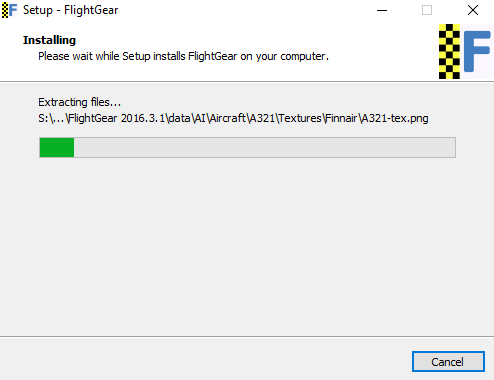 Setup - FlightGear
F
Installing
Please wait while Setup installs FlightGear on your computer.
Extracting files...
S:\...\FlightGear 2016.3.1\data\AI\Aircraft\A321\Textures\Finnair\A321-tex.png
Cancel